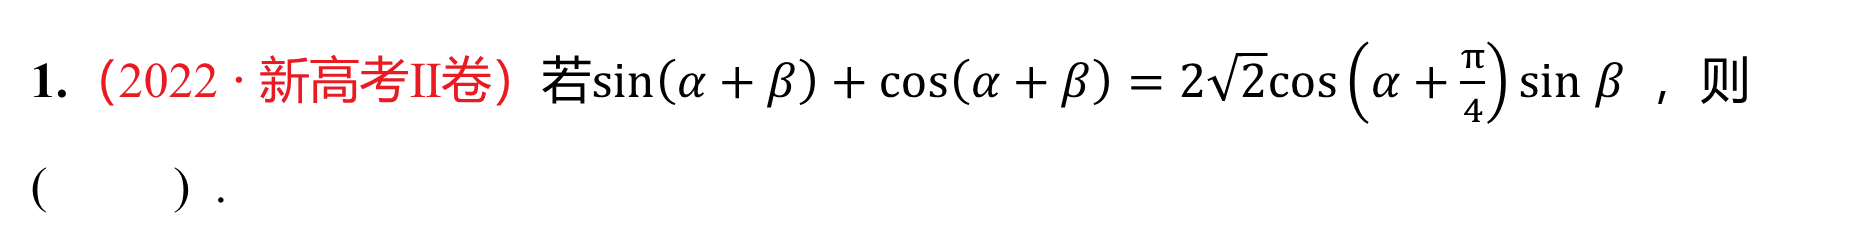 1.（2022 · 新高考II卷）若sin(α + β) + cos(α + β) = 2√2cos(α + π/4) sin β ，则
(　　) .